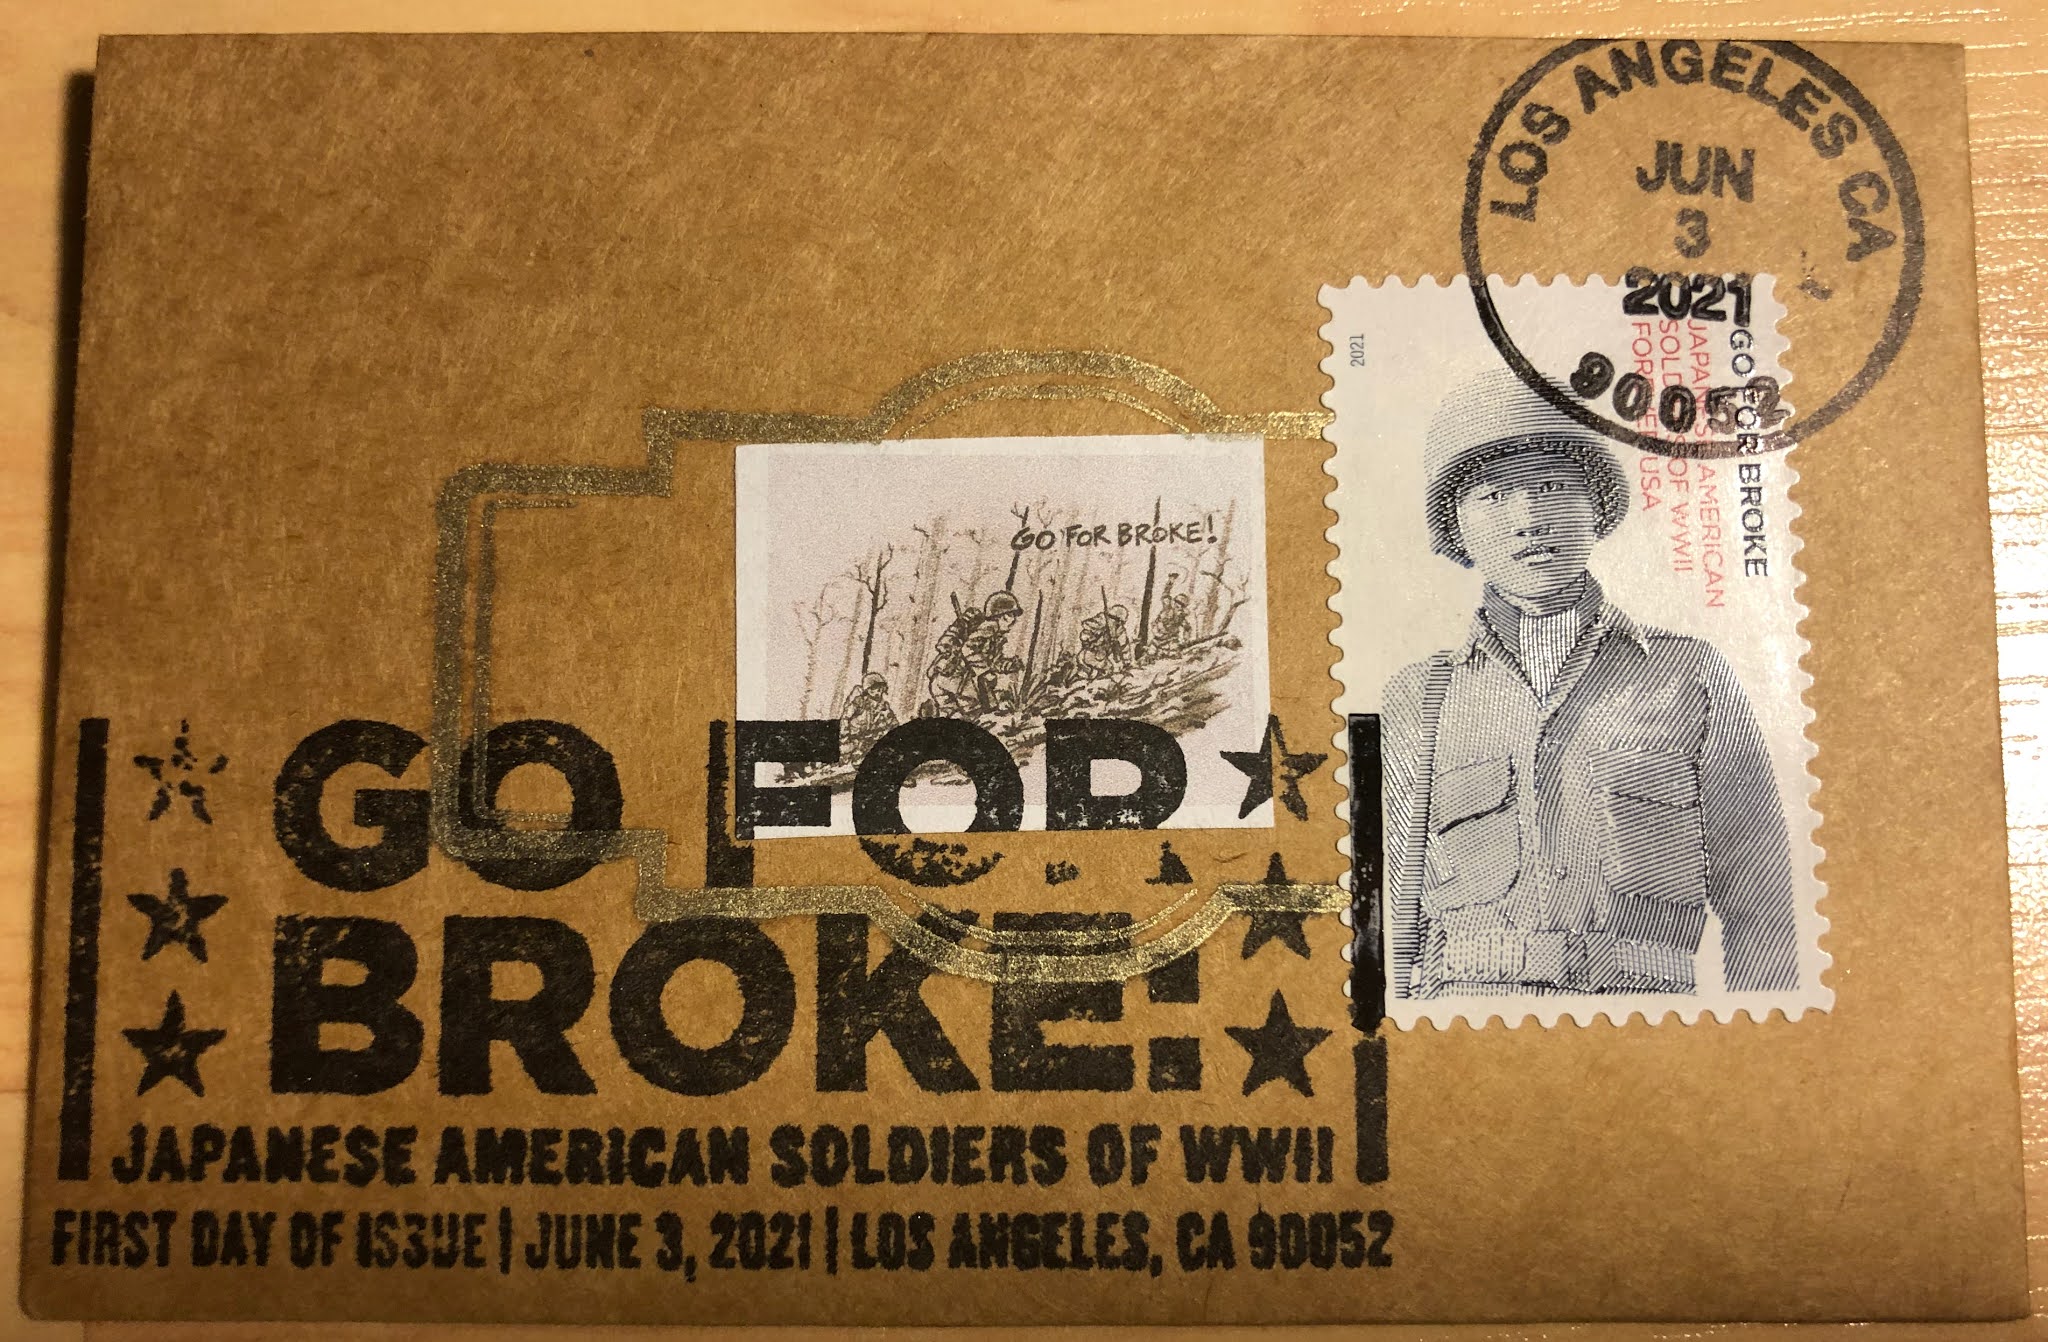 LOS ANGELES CA
JUN
3
2021
90052
2021
GO FOR BROKE
JAPANESE AMERICAN
SOLDIERS OF WWII
FOREVER USA
GO FOR BROKE!
GO FOR
BROKE!
JAPANESE AMERICAN SOLDIERS OF WWII
FIRST DAY OF ISSUE | JUNE 3, 2021 | LOS ANGELES, CA 90052